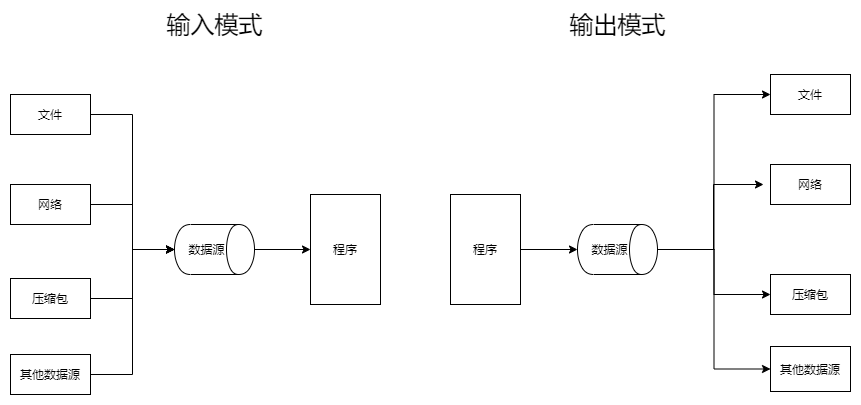 输入模式
文件
网络
压缩包
其他数据源
数据源
程序
输出模式
程序
数据源
文件
网络
压缩包
其他数据源